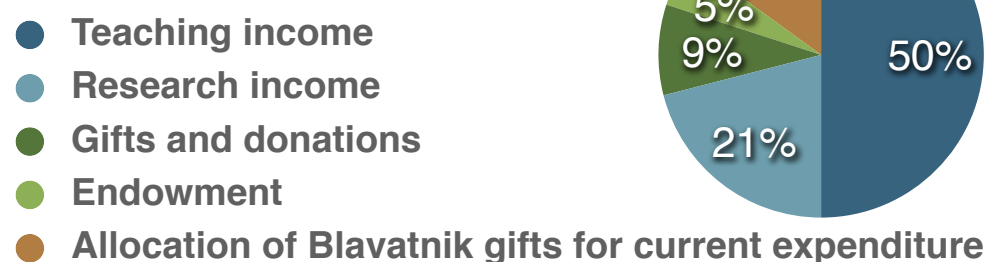 Teaching income
Research income
Gifts and donations
Endowment
Allocation of Blavatnik gifts for current expenditure
5%
9%
50%
21%